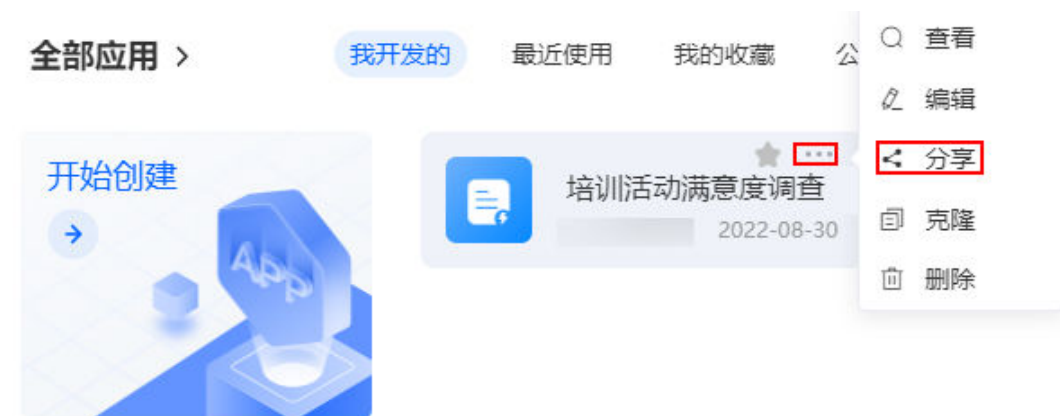 全部应用 >
我开发的
最近使用
我的收藏
公
开始创建
APP
培训活动满意度调查
2022-08-30
查看
编辑
分享
克隆
删除